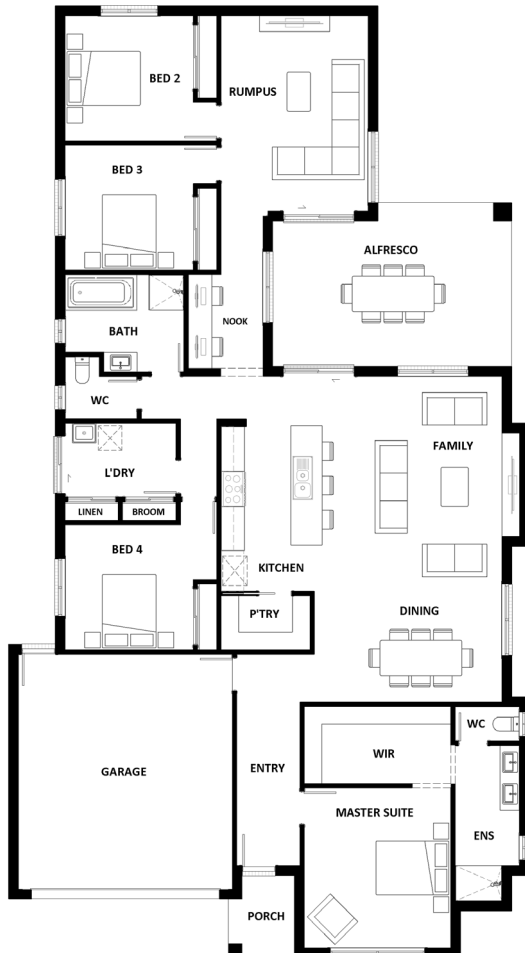 BED 2
RUMPUS
BED 3
ALFRESCO
NOOK
BATH
WC
FAMILY
L'DRY
LINEN
BROOM
BED 4
KITCHEN
P'TRY
DINING
WC
WIR
GARAGE
ENTRY
MASTER SUITE
ENS
PORCH